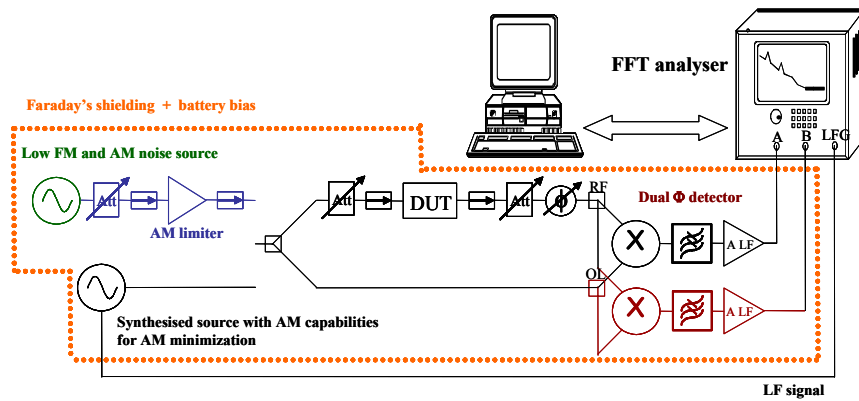 FFT analyser
A B LFG
Faraday's shielding + battery bias
Low FM and AM noise source
Att
AM limiter
Att
DUT
Att
ϕ
RF
Dual Φ detector
X
A LF
OL
X
A LF
Synthesised source with AM capabilities
for AM minimization
LF signal